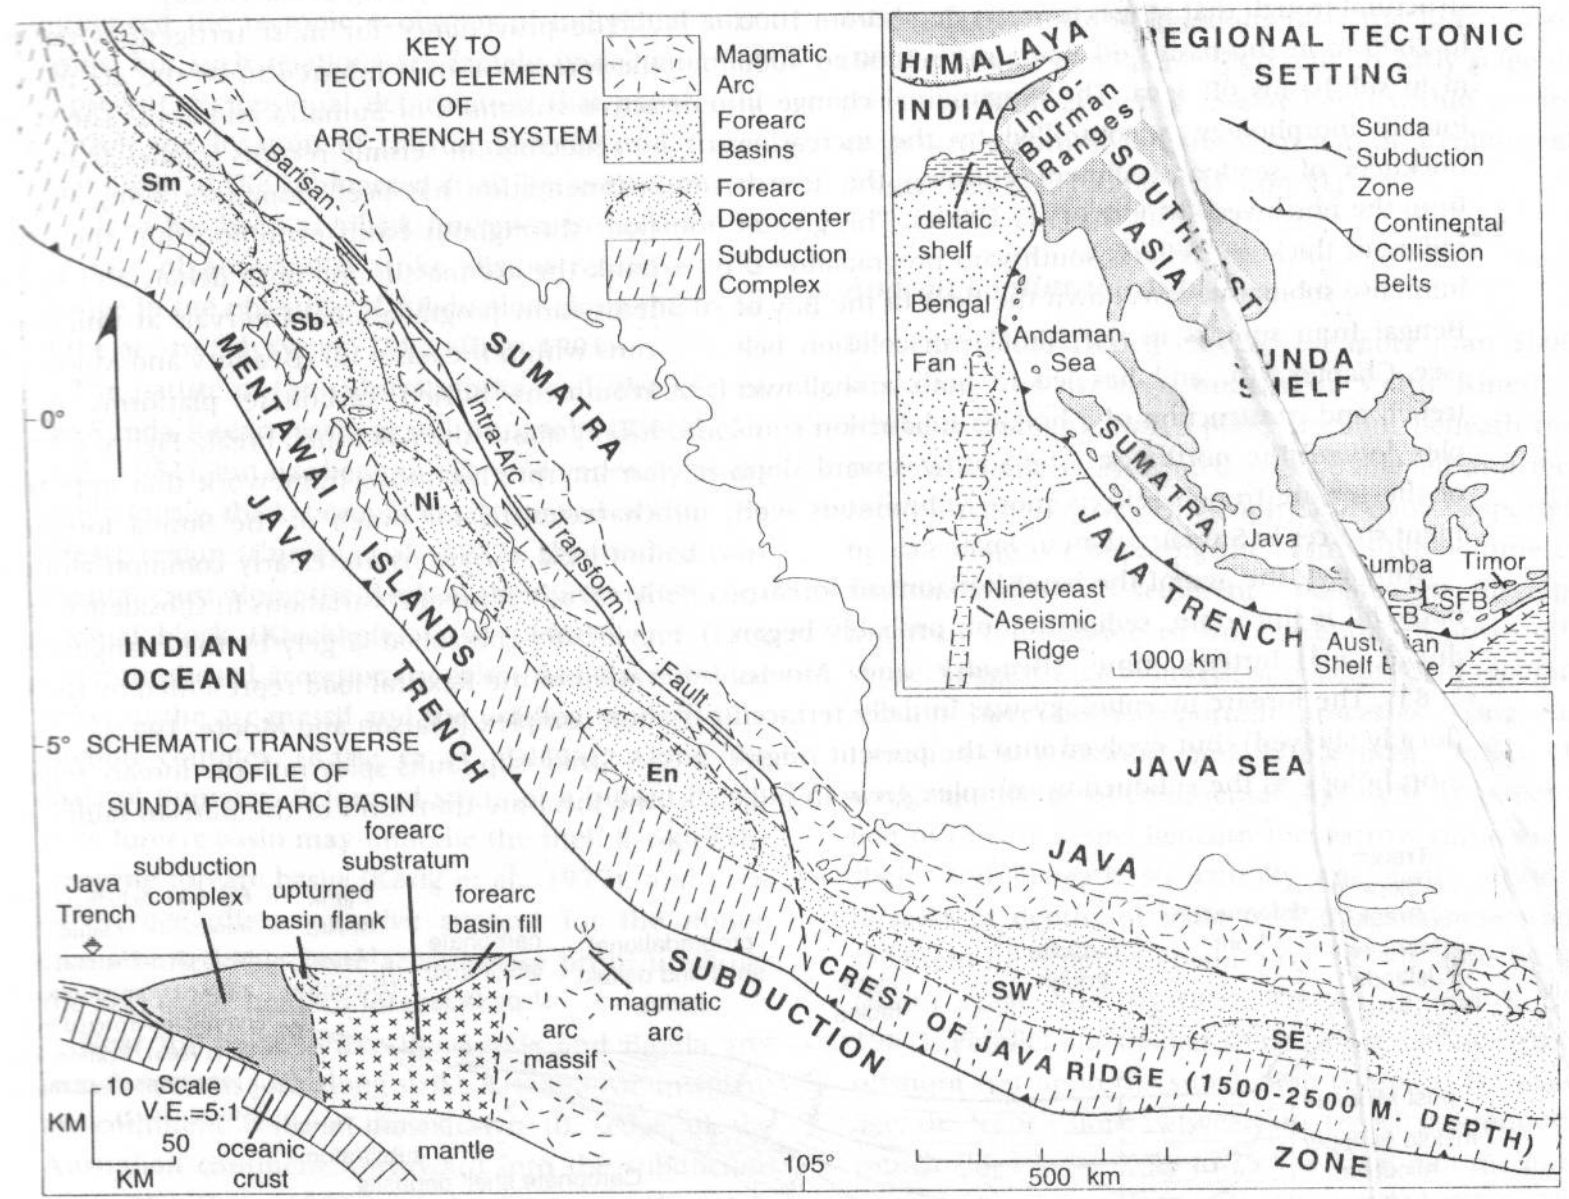 KEY TO
TECTONIC ELEMENTS
OF
ARC-TRENCH SYSTEM
Magmatic
Arc
Forearc
Basins
Forearc
Depocenter
Subduction
Complex
REGIONAL TECTONIC
SETTING
Sunda
Subduction
Zone
Continental
Collission
Belts
HIMALAYA
INDIA
Indo-
Burman
Ranges
SOUTHEAST
ASIA
deltaic
shelf
Bengal
Fan
Andaman
Sea
SHELF
SUMATRA
JAVA TRENCH
Java
Timor
SFB
Ninetyeast
Aseismic
Ridge
1000 km
Aust.
Shelf
Barisan
Sm
Sb
Ni
En
SW
SE
0°
5°
105°
SUMATRA
MENTAWAI
ISLANDS
JAVA
TRENCH
Intra-Arc
Transform
Fault
INDIAN
OCEAN
JAVA SEA
JAVA
SUBDUCTION
ZONE
CREST OF JAVA RIDGE (1500-2500 M. DEPTH)
500 km
SCHEMATIC TRANSVERSE
PROFILE OF
SUNDA FOREARC BASIN
Java
Trench
subduction
complex
upturned
basin flank
forearc
substratum
forearc
basin fill
magmatic
arc
arc
massif
10
Scale
V.E.=5:1
KM
50
KM
oceanic
crust
mantle